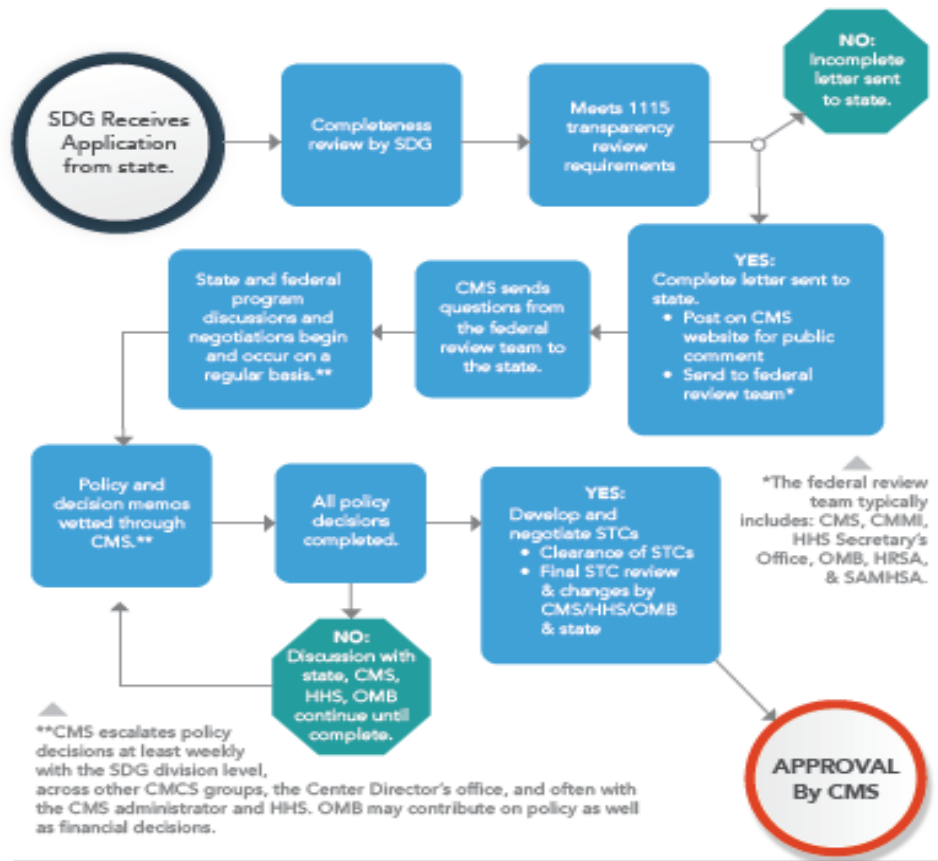 SDG Receives
Application
from state.
Completeness
review by SDG
Meets 1115
transparency
review
requirements
NO:
Incomplete
letter sent
to state.
YES:
Complete letter sent to
state.
• Post on CMS
website for public
comment
• Send to federal
review team*
CMS sends
questions from
the federal
review team to
the state.
State and federal
program
discussions and
negotiations begin
and occur on a
regular basis.**
*The federal review
team typically
includes: CMS, CMMI,
HHS Secretary's
Office, OMB, HRSA,
& SAMHSA.
Policy and
decision memos
vetted through
CMS.**
All policy
decisions
completed.
YES:
Develop and
negotiate STCs
• Clearance of STCs
• Final STC review
& changes by
CMS/HHS/OMB
& state
NO:
Discussion with
state, CMS,
HHS, OMB
continue until
complete.
**CMS escalates policy
decisions at least weekly
with the SDG division level,
across other CMCS groups, the Center Director's office, and often with
the CMS administrator and HHS. OMB may contribute on policy as well
as financial decisions.
APPROVAL
By CMS